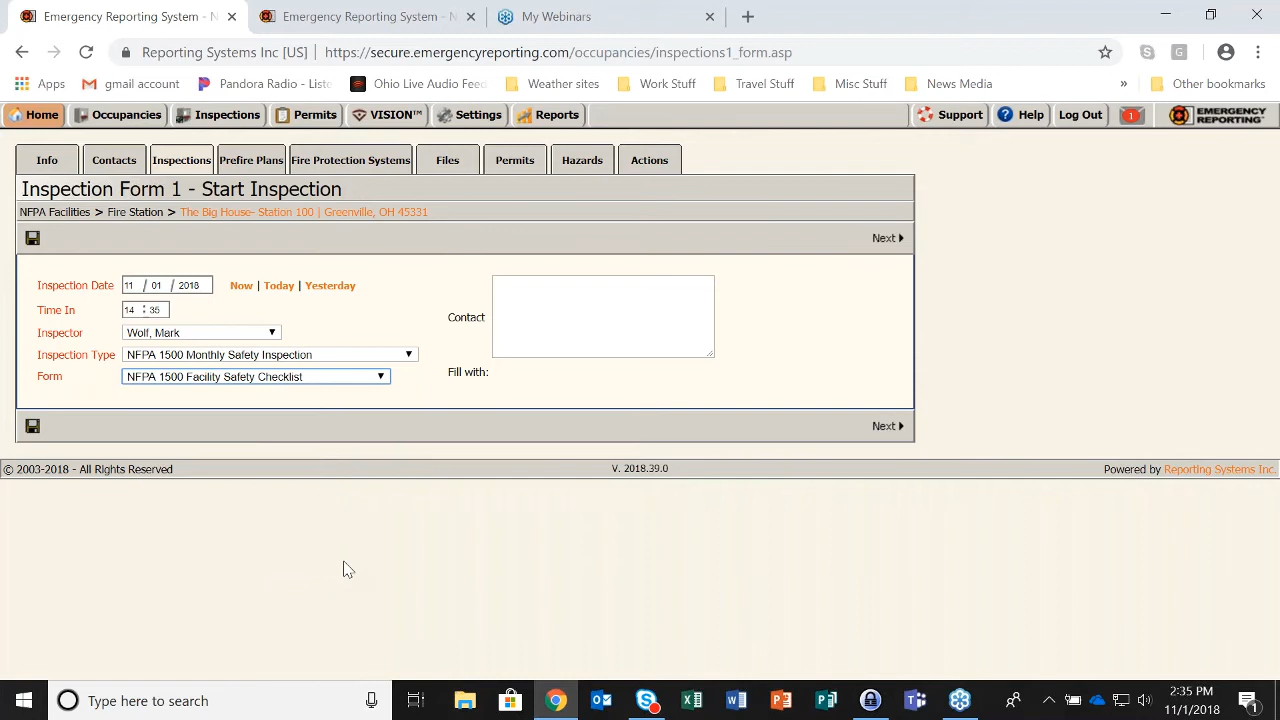 Emergency Reporting System - N
Emergency Reporting System - N
My Webinars
Reporting Systems Inc [US] | https://secure.emergencyreporting.com/occupancies/inspections1_form.asp
Apps
gmail account
Pandora Radio - Liste
Ohio Live Audio Feed
Weather sites
Work Stuff
Travel Stuff
Misc Stuff
News Media
»
Other bookmarks
Home
Occupancies
Inspections
Permits
VISION™
Settings
Reports
Support
Help
Log Out
1
EMERGENCY REPORTING
Info
Contacts
Inspections
Prefire Plans
Fire Protection Systems
Files
Permits
Hazards
Actions
Inspection Form 1 - Start Inspection
NFPA Facilities > Fire Station > The Big House- Station 100 | Greenville, OH 45331
Next
Inspection Date 11 / 01 / 2018 Now | Today | Yesterday
Time In 14 : 35
Inspector Wolf, Mark
Inspection Type NFPA 1500 Monthly Safety Inspection
Form NFPA 1500 Facility Safety Checklist
Contact
Fill with:
Next
© 2003-2018 - All Rights Reserved
V. 2018.39.0
Powered by Reporting Systems Inc.
Type here to search
2:35 PM
11/1/2018
1